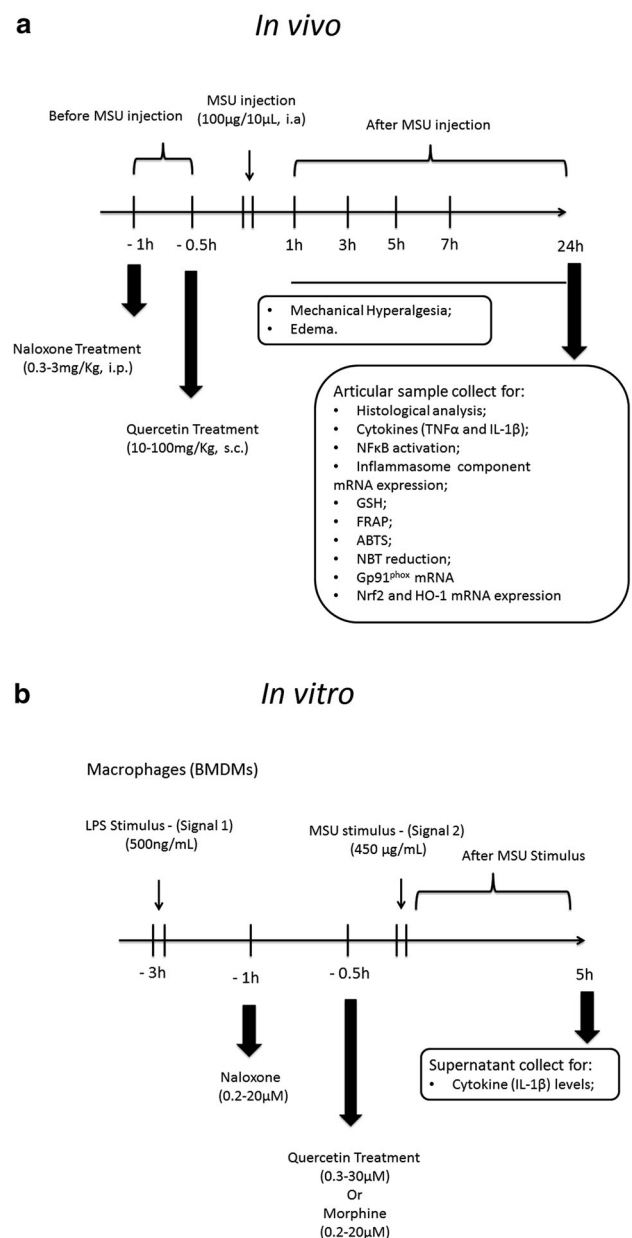 a
In vivo
MSU injection
(100µg/10µL, i.a)
Before MSU injection
After MSU injection
- 1h
- 0.5h
1h
3h
5h
7h
24h
• Mechanical Hyperalgesia;
• Edema.
Naloxone Treatment
(0.3-3mg/Kg, i.p.)
Quercetin Treatment
(10-100mg/Kg, s.c.)
Articular sample collect for:
• Histological analysis;
• Cytokines (TNFα and IL-1β);
• NFκB activation;
• Inflammasome component
mRNA expression;
• GSH;
• FRAP;
• ABTS;
• NBT reduction;
• Gp91phox mRNA
• Nrf2 and HO-1 mRNA expression
b
In vitro
Macrophages (BMDMs)
LPS Stimulus - (Signal 1)
(500ng/mL)
MSU stimulus - (Signal 2)
(450 µg/mL)
After MSU Stimulus
- 3h
- 1h
- 0.5h
5h
Naloxone
(0.2-20µM)
Supernatant collect for:
• Cytokine (IL-1β) levels;
Quercetin Treatment
(0.3-30µM)
Or
Morphine
(0.2-20µM)